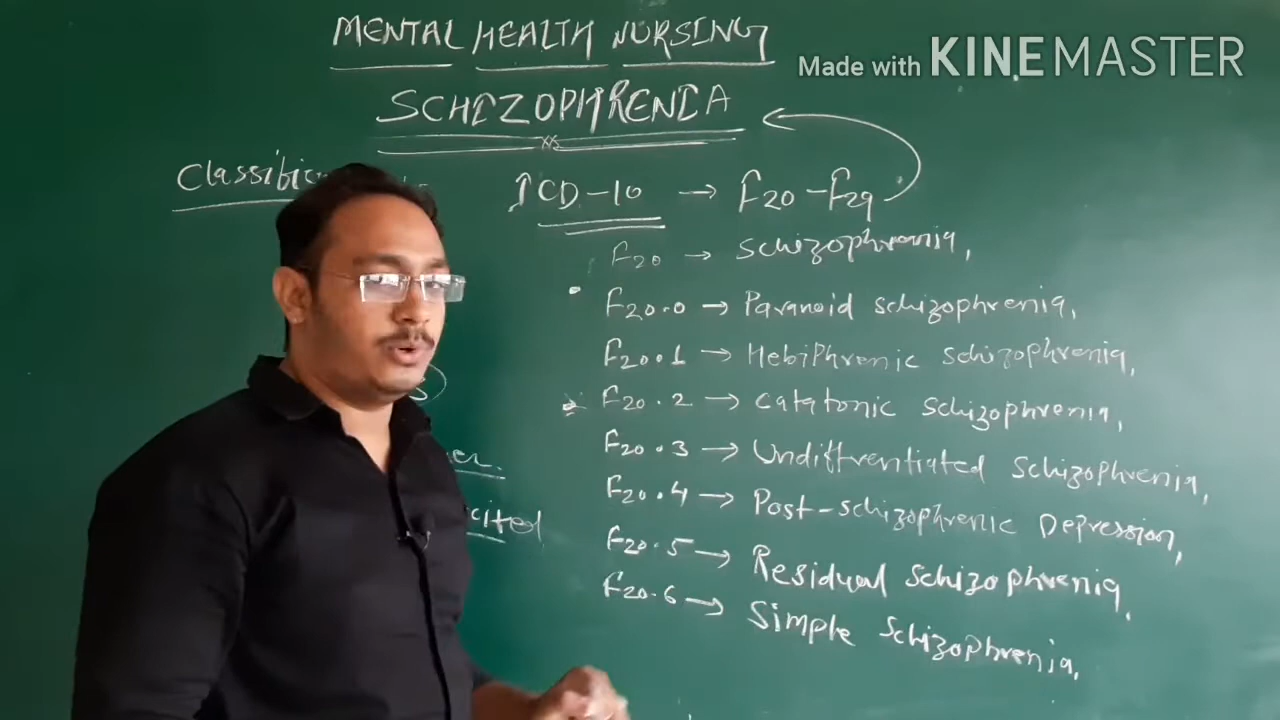 MENTAL HEALTH NURSING
Made with KINEMASTER
SCHIZOPHRENIA
ICD-10 → F20 - F29
F20 → Schizophrenia,
F20.0 → Paranoid schizophrenia,
F20.1 → Hebiphrenic schizophrenia,
F20.2 → Catatonic schizophrenia,
F20.3 → Undiffrentiated schizophrenia,
F20.4 → Post-schizophrenic Depression,
F20.5 → Residual schizophrenia,
F20.6 → Simple schizophrenia,